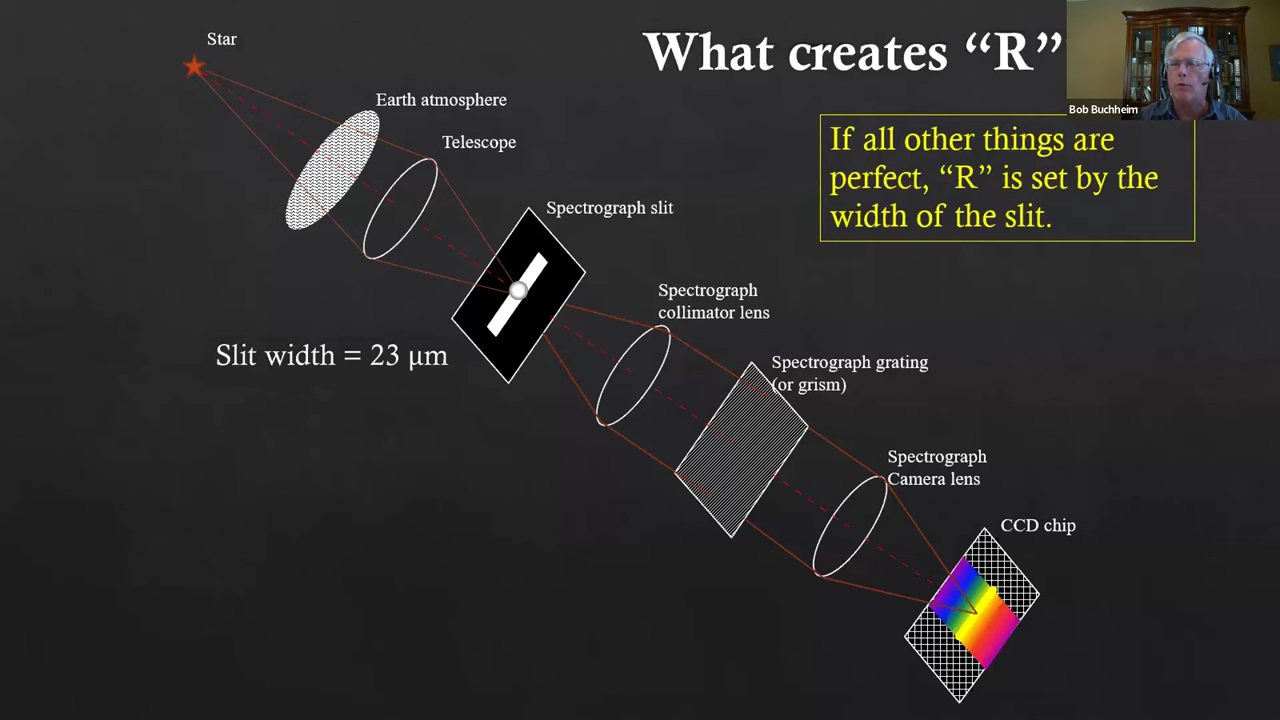 What creates “R”
Bob Buchheim
Star
Earth atmosphere
Telescope
If all other things are
perfect, “R” is set by the
width of the slit.
Spectrograph slit
Spectrograph
collimator lens
Slit width = 23 μm
Spectrograph grating
(or grism)
Spectrograph
Camera lens
CCD chip